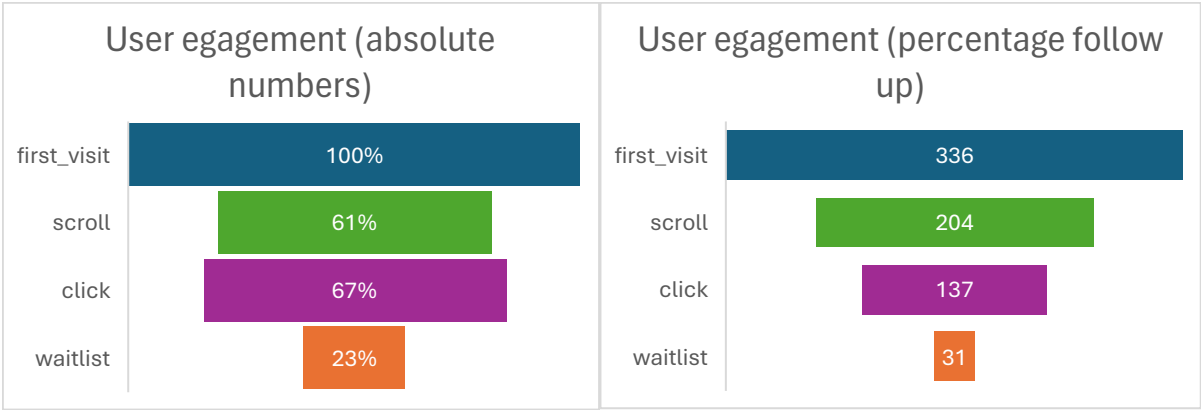 User egagement (absolute
numbers)
first_visit
100%
scroll
61%
click
67%
waitlist
23%
User egagement (percentage follow
up)
first_visit
336
scroll
204
click
137
waitlist
31